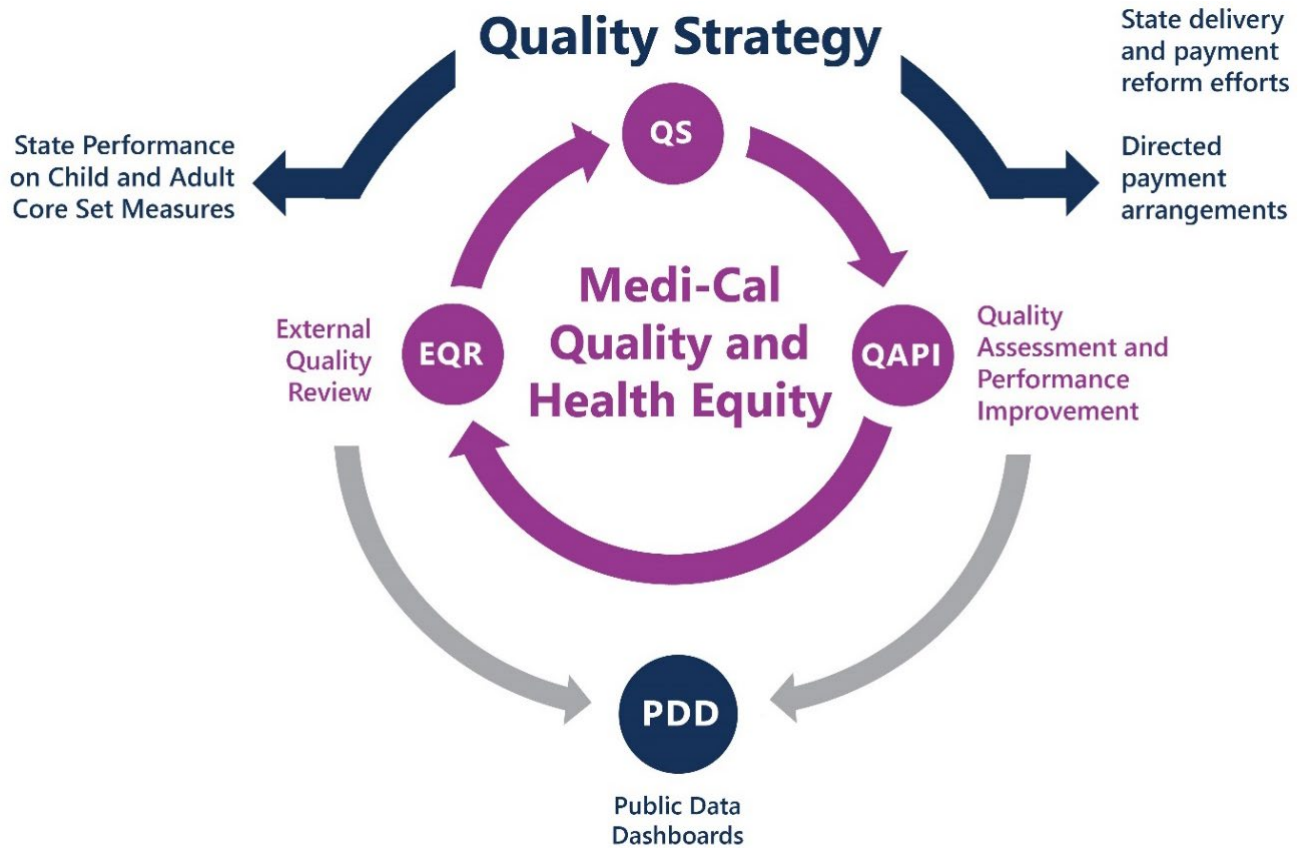 Quality Strategy
State delivery
and payment
reform efforts
Directed
payment
arrangements
State Performance
on Child and Adult
Core Set Measures
QS
Medi-Cal
Quality and
Health Equity
External
Quality
Review
EQR
QAPI
Quality
Assessment and
Performance
Improvement
PDD
Public Data
Dashboards